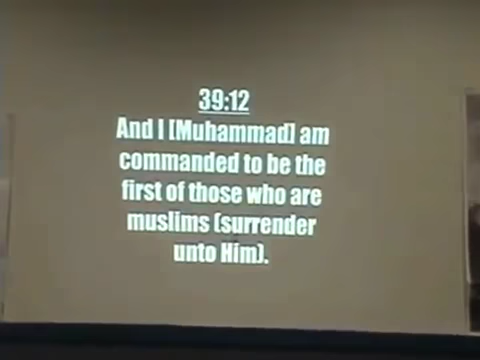 39:12
And I [Muhammad] am
commanded to be the
first of those who are
muslims (surrender
unto Him).